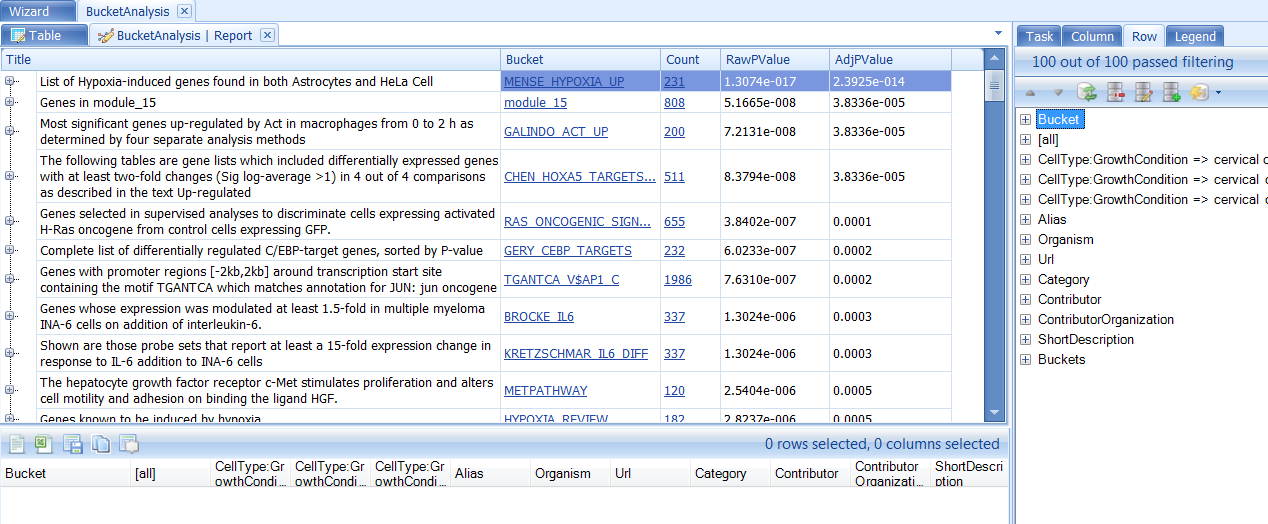 Wizard BucketAnalysis
Table BucketAnalysis | Report
Title Bucket Count RawPValue AdjPValue
List of Hypoxia-induced genes found in both Astrocytes and HeLa Cell MENSE_HYPOXIA_UP 231 1.3074e-017 2.3925e-014
Genes in module_15 module_15 808 5.1665e-008 3.8336e-005
Most significant genes up-regulated by Act in macrophages from 0 to 2 h as
determined by four separate analysis methods GALINDO_ACT_UP 200 7.2131e-008 3.8336e-005
The following tables are gene lists which included differentially expressed genes
with at least two-fold changes (Sig log-average >1) in 4 out of 4 comparisons CHEN_HOXA5_TARGETS... 511 8.3794e-008 3.8336e-005
as described in the text Up-regulated
Genes selected in supervised analyses to discriminate cells expressing activated
H-Ras oncogene from control cells expressing GFP. RAS_ONCOGENIC_SIGN... 655 3.8402e-007 0.0001
Complete list of differentially regulated C/EBP-target genes, sorted by P-value GERY_CEBP_TARGETS 232 6.0233e-007 0.0002
Genes with promoter regions [-2kb,2kb] around transcription start site
containing the motif TGANTCA which matches annotation for JUN: jun oncogene TGANTCA_V$AP1_C 1986 7.6310e-007 0.0002
Genes whose expression was modulated at least 1.5-fold in multiple myeloma
INA-6 cells on addition of interleukin-6. BROCKE_IL6 337 1.3024e-006 0.0003
Shown are those probe sets that report at least a 15-fold expression change in
response to IL-6 addition to INA-6 cells KRETZSCHMAR_IL6_DIFF 337 1.3024e-006 0.0003
The hepatocyte growth factor receptor c-Met stimulates proliferation and alters
cell motility and adhesion on binding the ligand HGF. METPATHWAY 120 2.5404e-006 0.0005
Genes known to be induced by hypoxia HYPOXIA_REVIEW 182 2.8237e-006 0.0005
0 rows selected, 0 columns selected
Bucket [all] CellType:Gr CellType:Gr CellType:Gr Alias Organism Url Category Contributor Contributor ShortDescri
owthCondi... owthCondi... owthCondi... Organizati... ption
Task Column Row Legend
100 out of 100 passed filtering
Bucket
[all]
CellType:GrowthCondition => cervical c
CellType:GrowthCondition => cervical c
CellType:GrowthCondition => cervical c
Alias
Organism
Url
Category
Contributor
ContributorOrganization
ShortDescription
Buckets